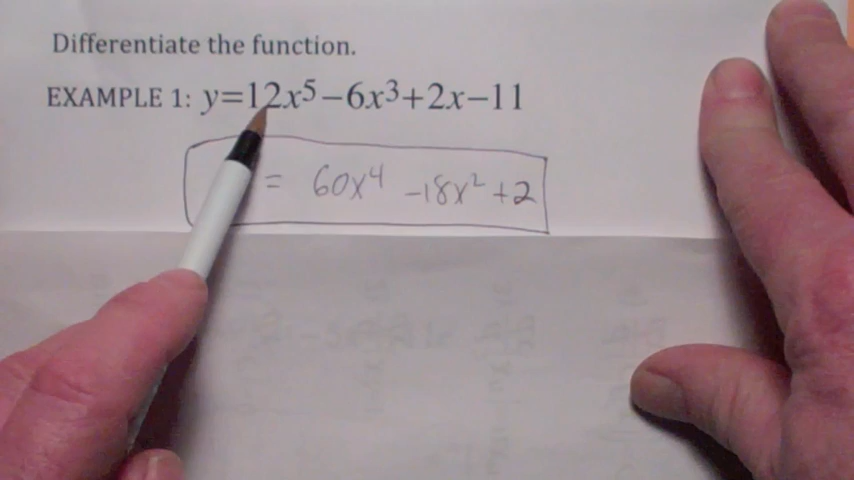 Differentiate the function.
EXAMPLE 1: y=12x⁵−6x³+2x−11
= 60x⁴ −18x² +2